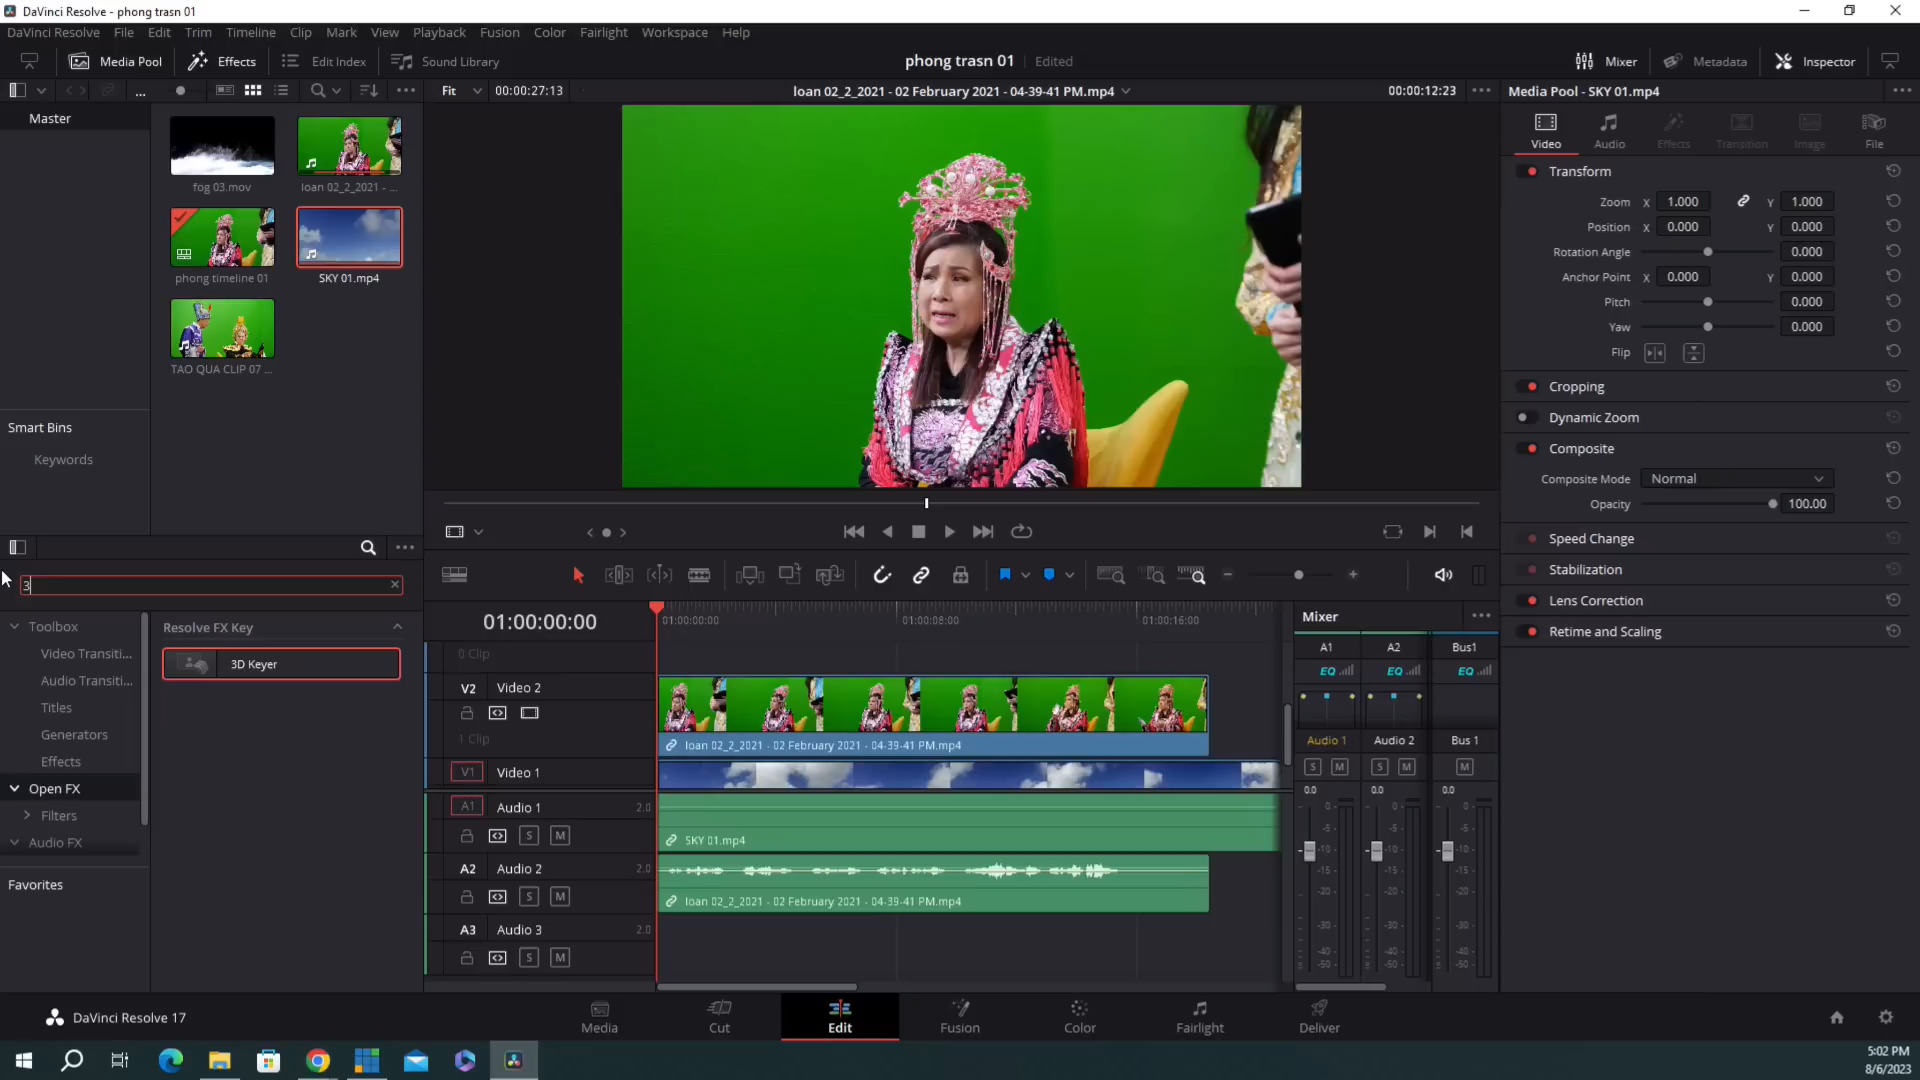 DaVinci Resolve - phong trasn 01
DaVinci Resolve File Edit Trim Timeline Clip Mark View Playback Fusion Color Fairlight Workspace Help
Media Pool Effects Edit Index Sound Library
phong trasn 01 Edited
Mixer Metadata Inspector
Fit 00:00:27:13
loan 02_2_2021 - 02 February 2021 - 04-39-41 PM.mp4
00:00:12:23
Media Pool - SKY 01.mp4
Master
fog 03.mov
loan 02_2_2021 - ...
phong timeline 01
SKY 01.mp4
TAO QUA CLIP 07 ...
Smart Bins
Keywords
Video Audio Effects Transition Image File
Transform
Zoom X 1.000 Y 1.000
Position X 0.000 Y 0.000
Rotation Angle 0.000
Anchor Point X 0.000 Y 0.000
Pitch 0.000
Yaw 0.000
Flip
Cropping
Dynamic Zoom
Composite
Composite Mode Normal
Opacity 100.00
Speed Change
Stabilization
Lens Correction
Retime and Scaling
3
Toolbox
Video Transiti...
Audio Transiti...
Titles
Generators
Effects
Open FX
Filters
Audio FX
Favorites
Resolve FX Key
3D Keyer
01:00:00:00
01:00:00:00 01:00:08:00 01:00:16:00
0 Clip
V2 Video 2
1 Clip
loan 02_2_2021 - 02 February 2021 - 04-39-41 PM.mp4
V1 Video 1
A1 Audio 1 2.0
S M
SKY 01.mp4
A2 Audio 2 2.0
S M
loan 02_2_2021 - 02 February 2021 - 04-39-41 PM.mp4
A3 Audio 3 2.0
S M
Mixer
A1 A2 Bus1
EQ EQ EQ
Audio 1 Audio 2 Bus 1
S M S M M
0.0 0.0 0.0
0 0 0
-5 -5 -5
-10 -10 -10
-15 -15 -15
-20 -20 -20
-30 -30 -30
-40 -40 -40
-50 -50 -50
DaVinci Resolve 17
Media Cut Edit Fusion Color Fairlight Deliver
5:02 PM
8/6/2023